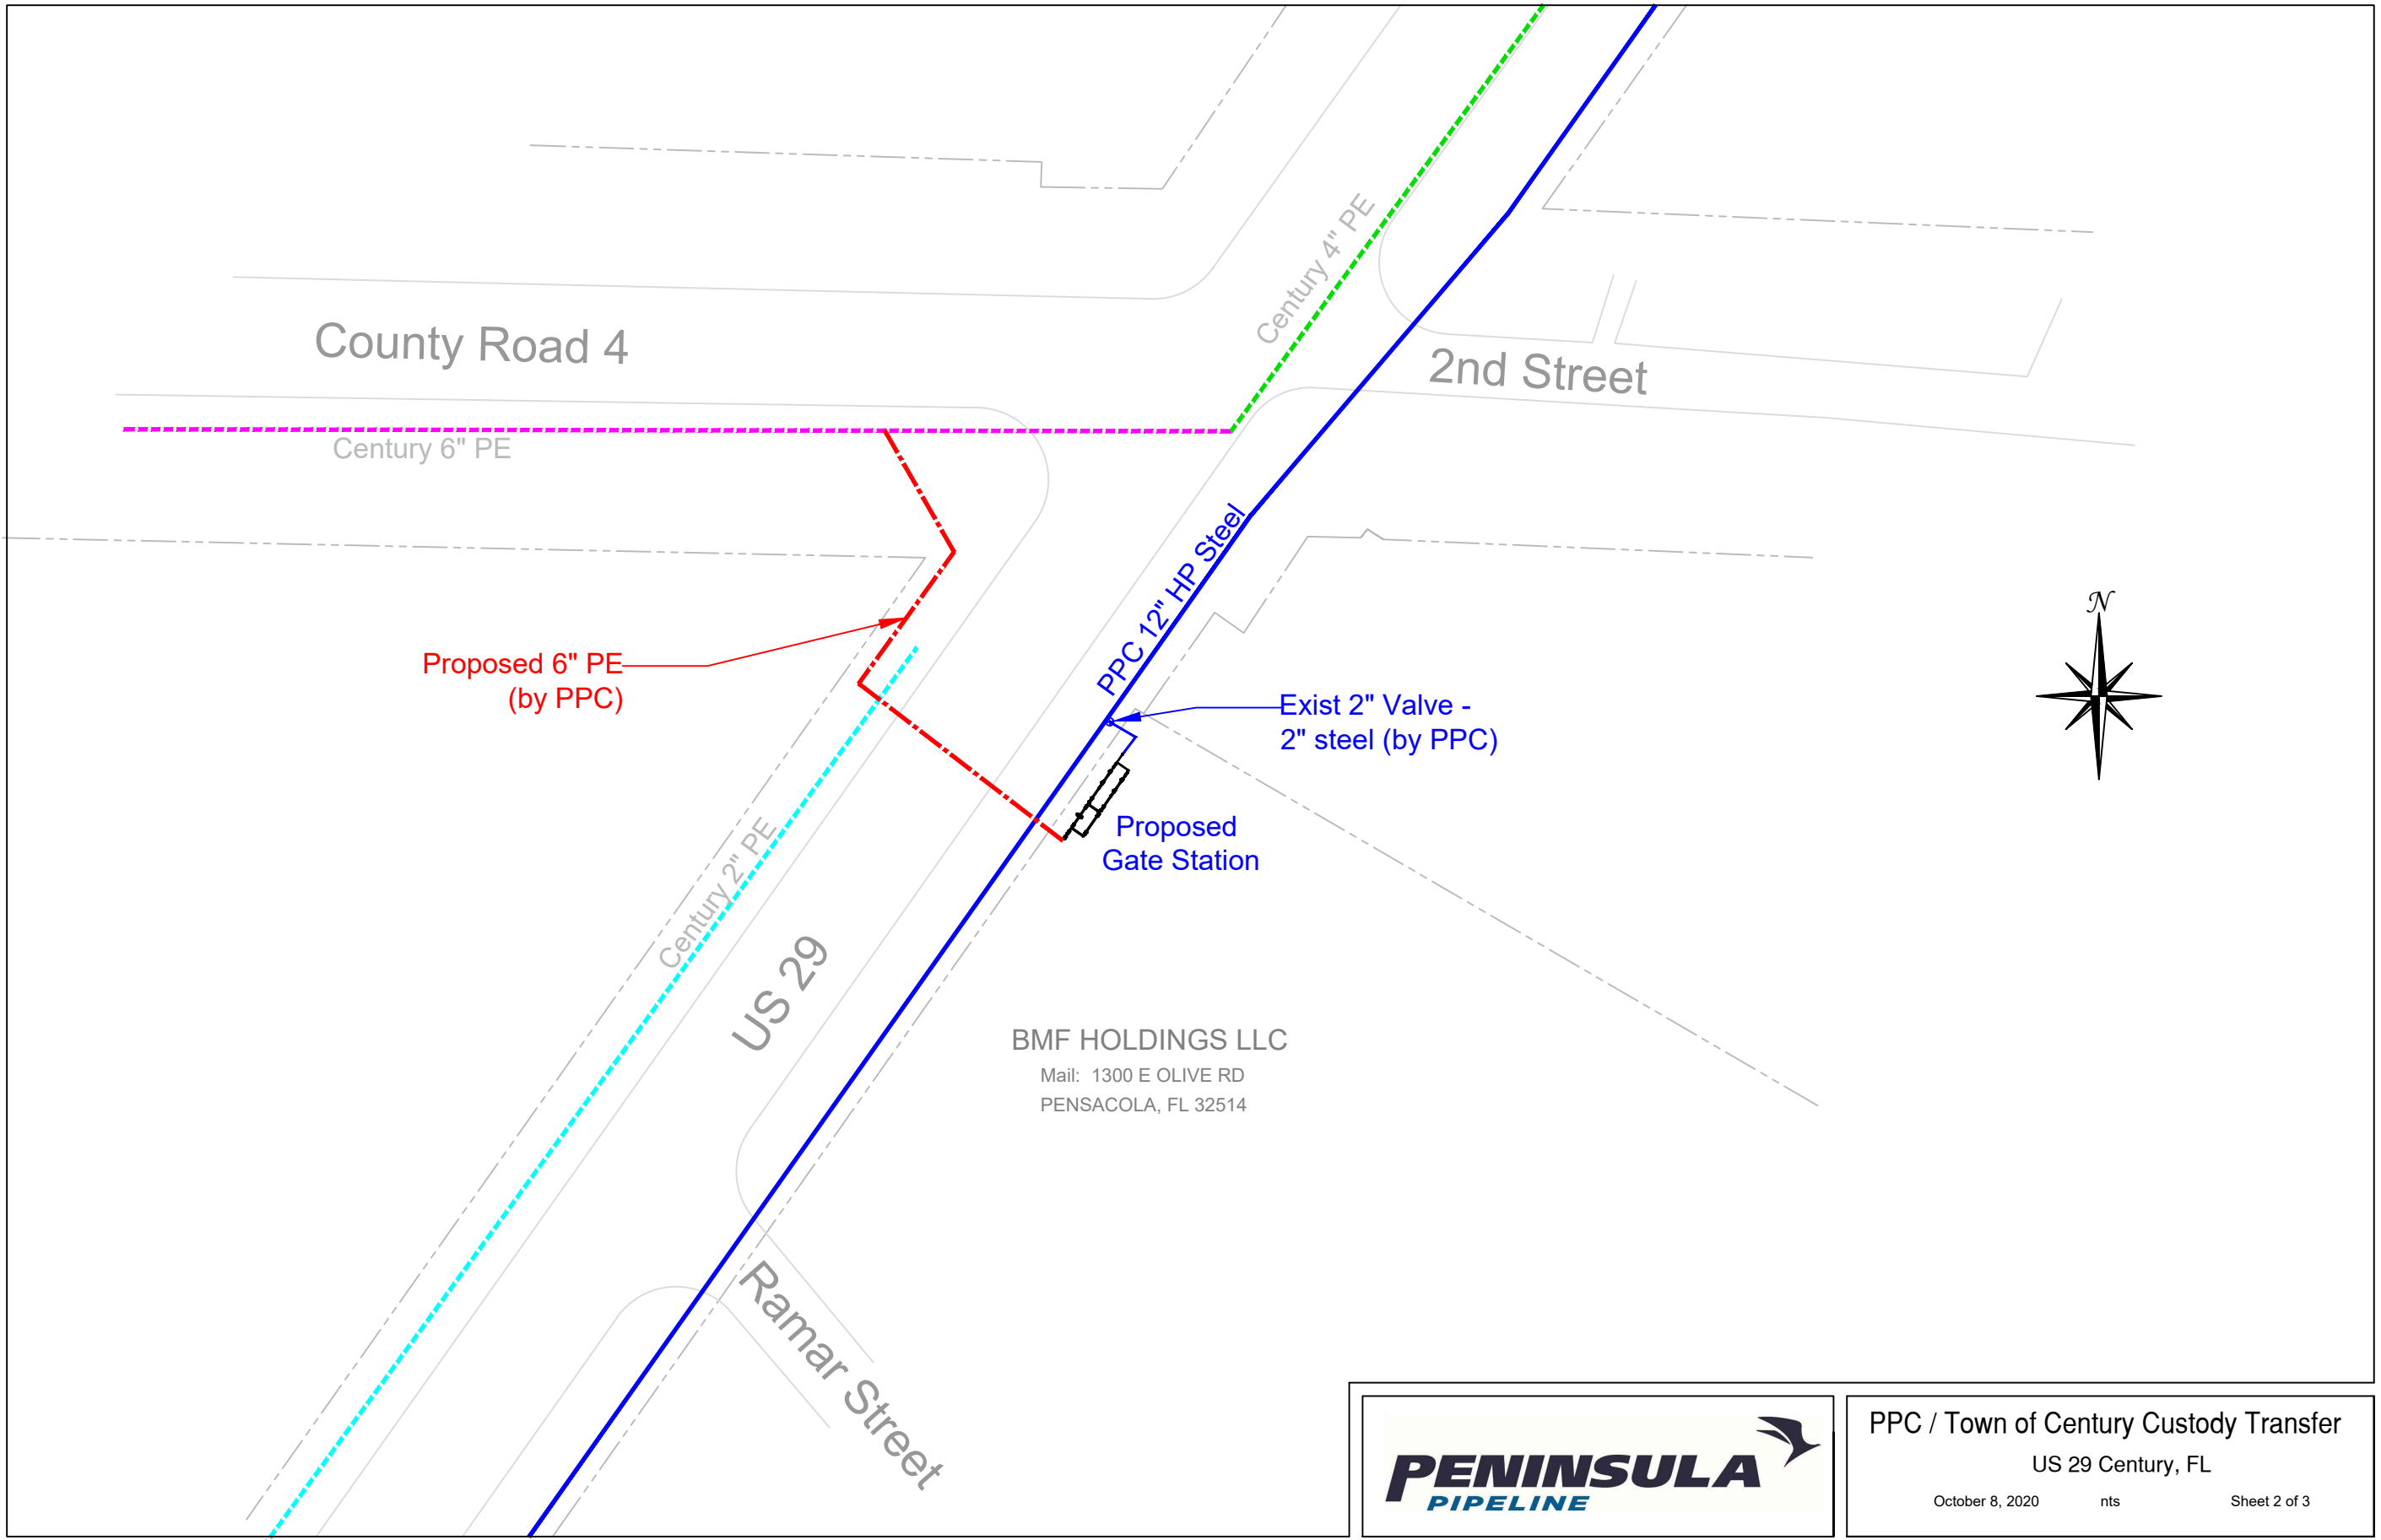 Century 4" PE
County Road 4
2nd Street
Century 6" PE
PPC 12" HP Steel
N
Proposed 6" PE
(by PPC)
Exist 2" Valve -
2" steel (by PPC)
Proposed
Gate Station
Century 2" PE
US 29
BMF HOLDINGS LLC
Mail: 1300 E OLIVE RD
PENSACOLA, FL 32514
Ramar Street
PENINSULA
PIPELINE
PPC / Town of Century Custody Transfer
US 29 Century, FL
October 8, 2020 nts Sheet 2 of 3